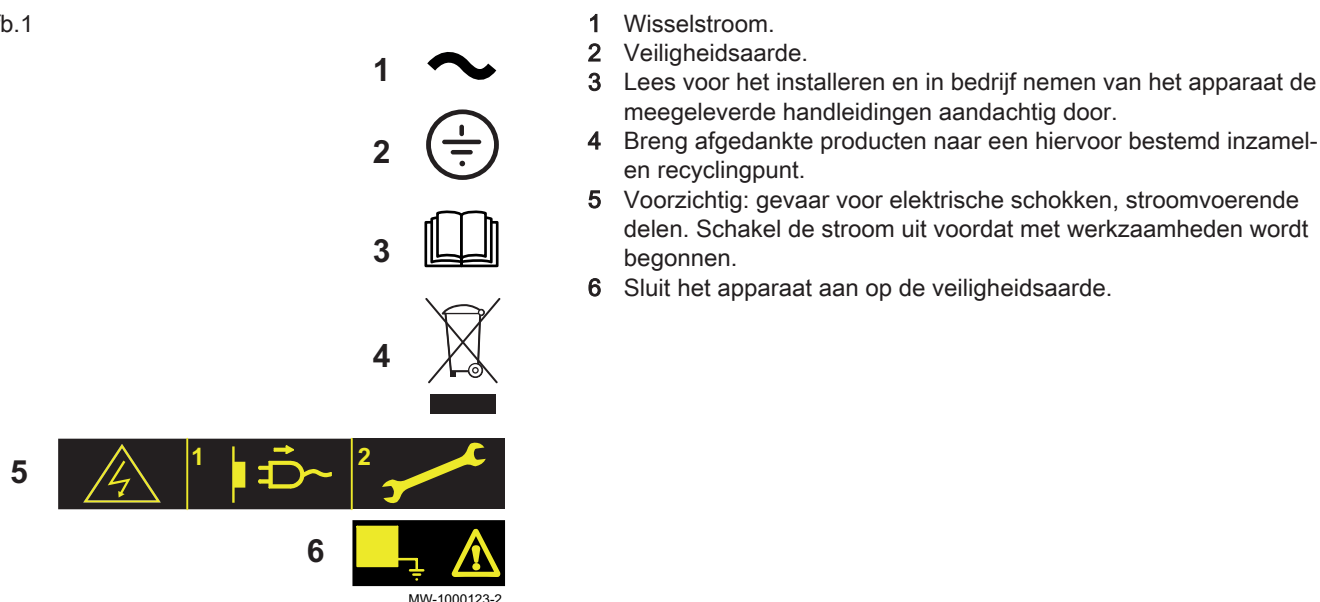 b.1
1
2
3
4
5
1
2
6
MW-1000123-2
1 Wisselstroom.
2 Veiligheidsaarde.
3 Lees voor het installeren en in bedrijf nemen van het apparaat de
meegeleverde handleidingen aandachtig door.
4 Breng afgedankte producten naar een hiervoor bestemd inzamel-
en recyclingpunt.
5 Voorzichtig: gevaar voor elektrische schokken, stroomvoerende
delen. Schakel de stroom uit voordat met werkzaamheden wordt
begonnen.
6 Sluit het apparaat aan op de veiligheidsaarde.